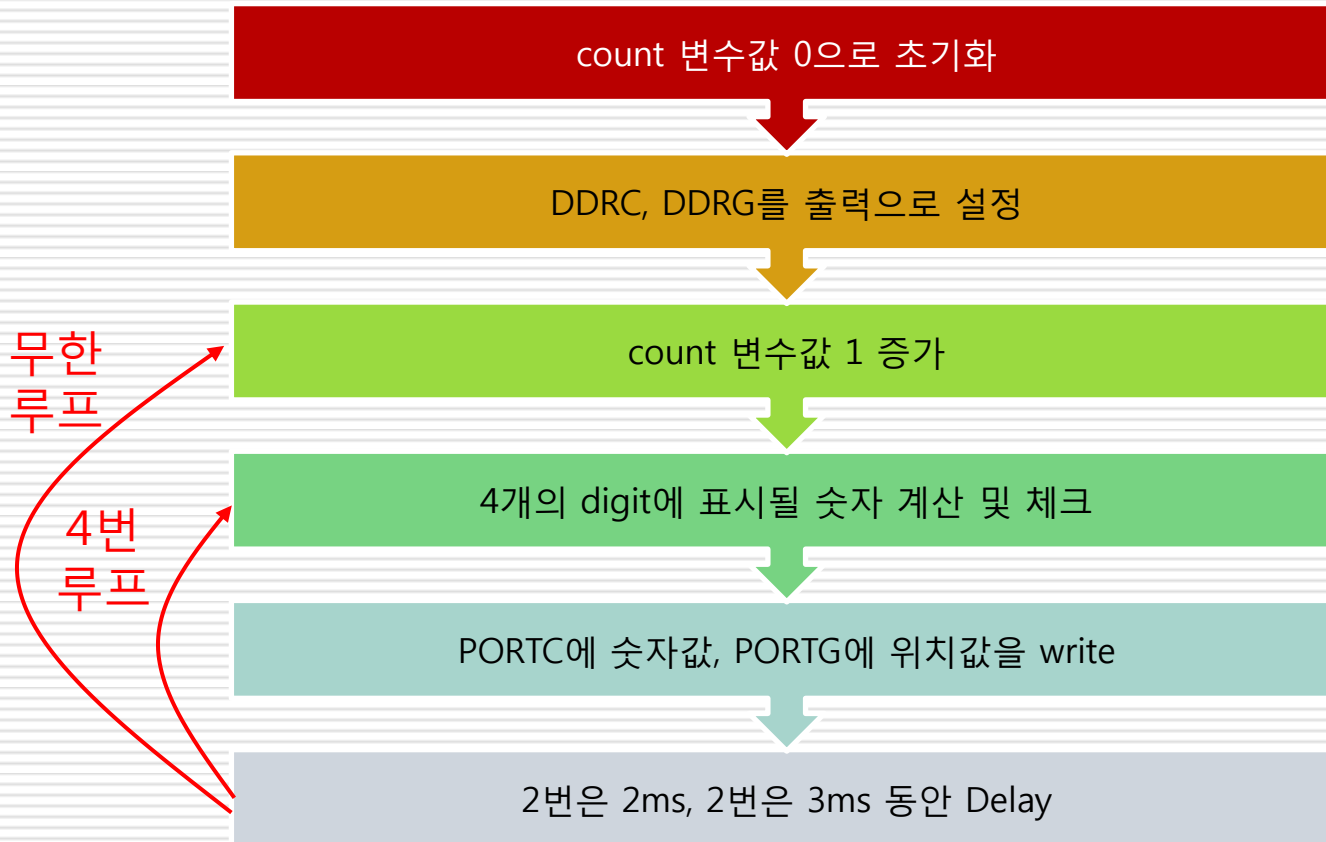 count 변수값 0으로 초기화
DDRC, DDRG를 출력으로 설정
무한
루프
count 변수값 1 증가
4번
루프
4개의 digit에 표시될 숫자 계산 및 체크
PORTC에 숫자값, PORTG에 위치값을 write
2번은 2ms, 2번은 3ms 동안 Delay